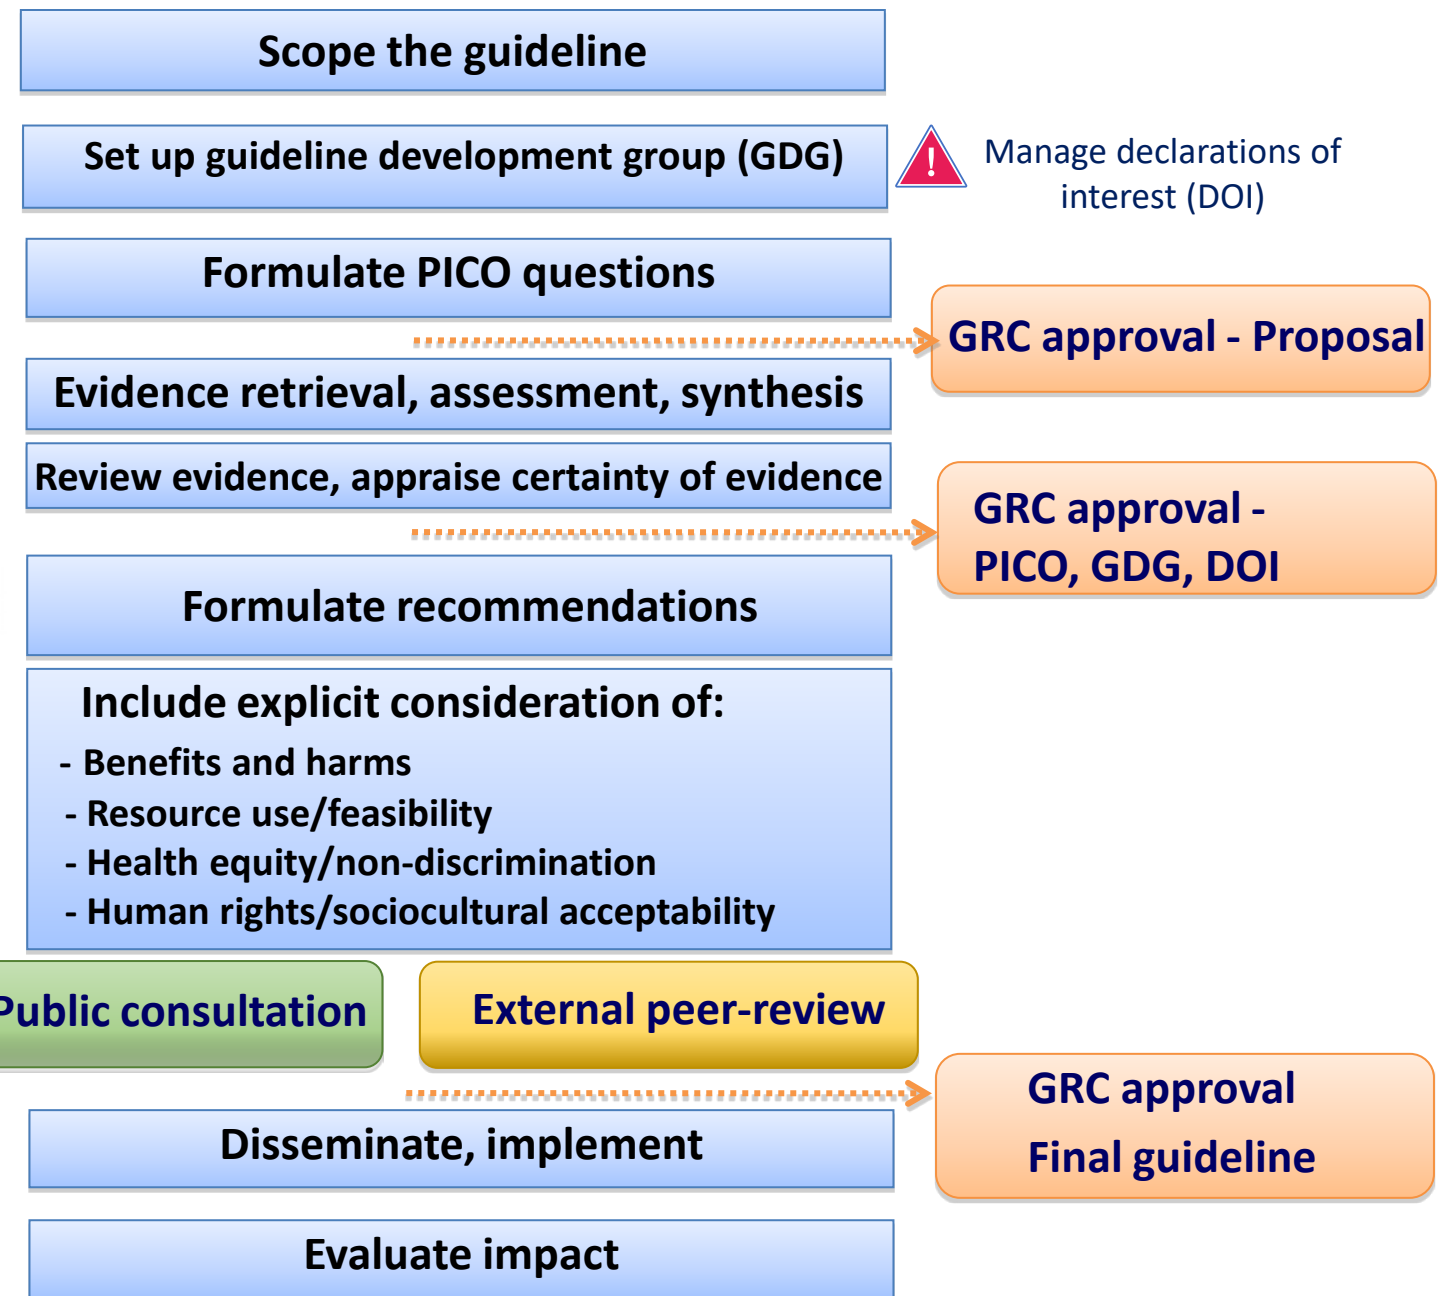 Scope the guideline
Set up guideline development group (GDG)
!
Manage declarations of
interest (DOI)
Formulate PICO questions
GRC approval - Proposal
Evidence retrieval, assessment, synthesis
Review evidence, appraise certainty of evidence
GRC approval -
PICO, GDG, DOI
Formulate recommendations
Include explicit consideration of:
- Benefits and harms
- Resource use/feasibility
- Health equity/non-discrimination
- Human rights/sociocultural acceptability
Public consultation
External peer-review
GRC approval
Final guideline
Disseminate, implement
Evaluate impact